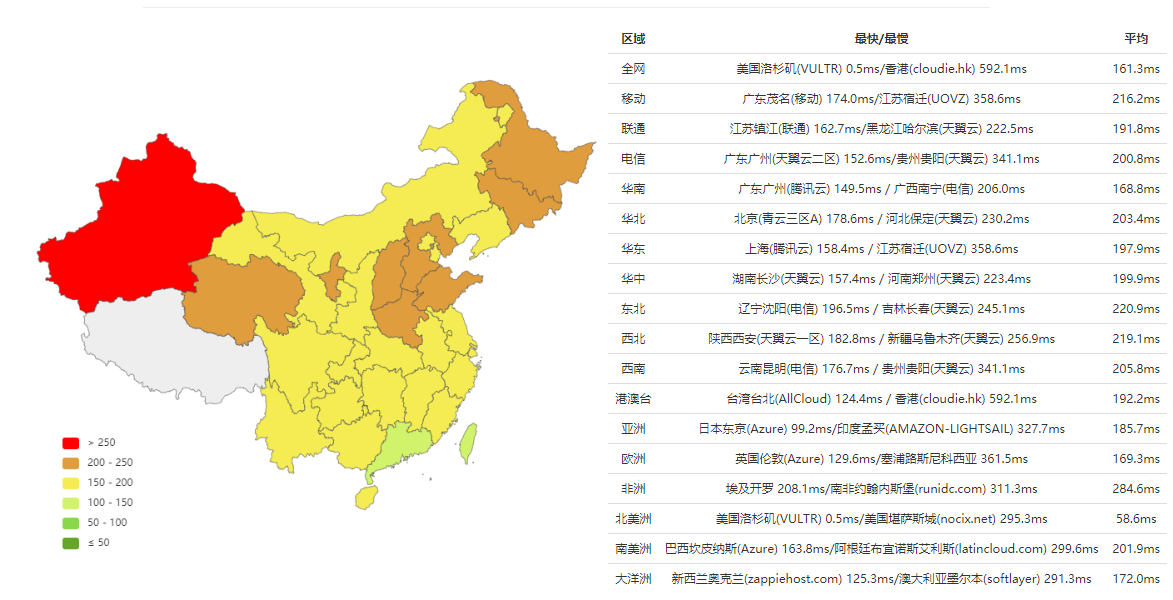 区域 最快/最慢 平均
全网 美国洛杉矶(VULTR) 0.5ms/香港(cloudie.hk) 592.1ms 161.3ms
移动 广东茂名(移动) 174.0ms/江苏宿迁(UOVZ) 358.6ms 216.2ms
联通 江苏镇江(联通) 162.7ms/黑龙江哈尔滨(天翼云) 222.5ms 191.8ms
电信 广东广州(天翼云二区) 152.6ms/贵州贵阳(天翼云) 341.1ms 200.8ms
华南 广东广州(腾讯云) 149.5ms / 广西南宁(电信) 206.0ms 168.8ms
华北 北京(青云三区A) 178.6ms / 河北保定(天翼云) 230.2ms 203.4ms
华东 上海(腾讯云) 158.4ms / 江苏宿迁(UOVZ) 358.6ms 197.9ms
华中 湖南长沙(天翼云) 157.4ms / 河南郑州(天翼云) 223.4ms 199.9ms
东北 辽宁沈阳(电信) 196.5ms / 吉林长春(天翼云) 245.1ms 220.9ms
西北 陕西西安(天翼云一区) 182.8ms / 新疆乌鲁木齐(天翼云) 256.9ms 219.1ms
西南 云南昆明(电信) 176.7ms / 贵州贵阳(天翼云) 341.1ms 205.8ms
港澳台 台湾台北(AllCloud) 124.4ms / 香港(cloudie.hk) 592.1ms 192.2ms
亚洲 日本东京(Azure) 99.2ms/印度孟买(AMAZON-LIGHTSAIL) 327.7ms 185.7ms
欧洲 英国伦敦(Azure) 129.6ms/塞浦路斯尼科西亚 361.5ms 169.3ms
非洲 埃及开罗 208.1ms/南非约翰内斯堡(runidc.com) 311.3ms 284.6ms
北美洲 美国洛杉矶(VULTR) 0.5ms/美国堪萨斯城(nocix.net) 295.3ms 58.6ms
南美洲 巴西坎皮纳斯(Azure) 163.8ms/阿根廷布宜诺斯艾利斯(latincloud.com) 299.6ms 201.9ms
大洋洲 新西兰奥克兰(zappiehost.com) 125.3ms/澳大利亚墨尔本(softlayer) 291.3ms 172.0ms
> 250
200 - 250
150 - 200
100 - 150
50 - 100
≤ 50